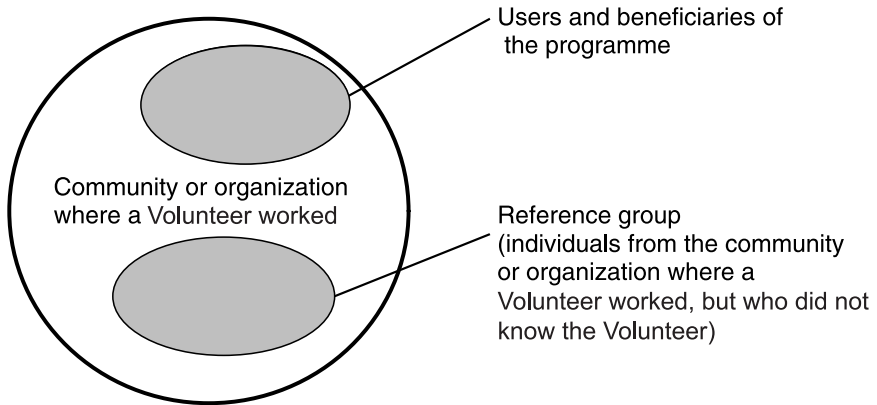 Users and beneficiaries of
the programme
Community or organization
where a Volunteer worked
Reference group
(individuals from the community
or organization where a
Volunteer worked, but who did not
know the Volunteer)